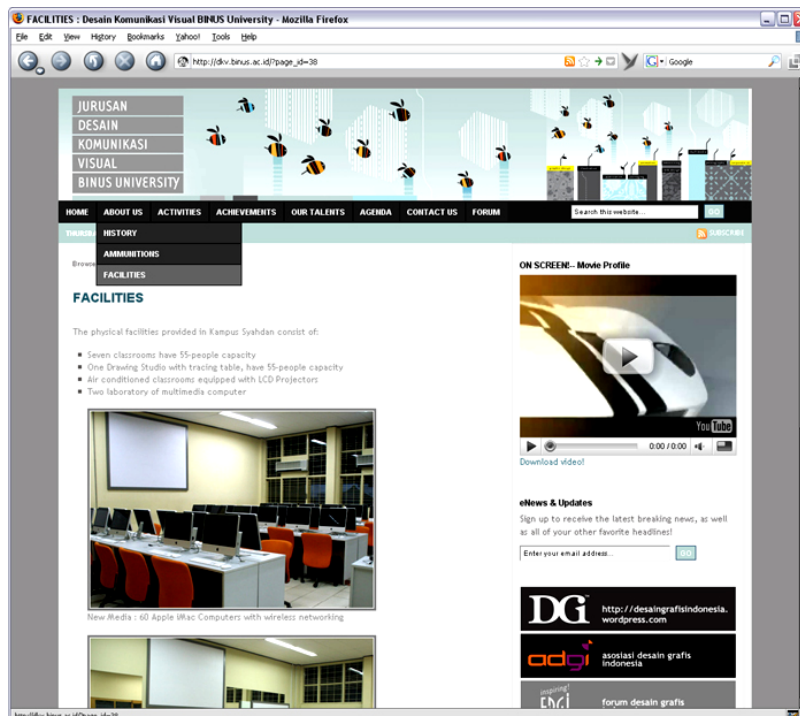 FACILITIES : Desain Komunikasi Visual BINUS University - Mozilla Firefox
File Edit View History Bookmarks Yahoo! Tools Help
http://dkv.binus.ac.id/?page_id=38
Google
JURUSAN
DESAIN
KOMUNIKASI
VISUAL
BINUS UNIVERSITY
HOME ABOUT US ACTIVITIES ACHIEVEMENTS OUR TALENTS AGENDA CONTACT US FORUM
Search this website...
GO
HISTORY
SUBSCRIBE
AMMUNITIONS
FACILITIES
Browse
FACILITIES
The physical facilities provided in Kampus Syahdan consist of:
Seven classrooms have 55-people capacity
One Drawing Studio with tracing table, have 55-people capacity
Air conditioned classrooms equipped with LCD Projectors
Two laboratory of multimedia computer
New Media : 60 Apple iMac Computers with wireless networking
ON SCREEN!-- Movie Profile
YouTube
0:00 / 0:00
Download video!
eNews & Updates
Sign up to receive the latest breaking news, as well
as all of your other favorite headlines!
Enter your email address...
GO
DGi
http://desaingrafisindonesia.
wordpress.com
adgi
asosiasi desain grafis
indonesia
inspiring!
forum desain grafis